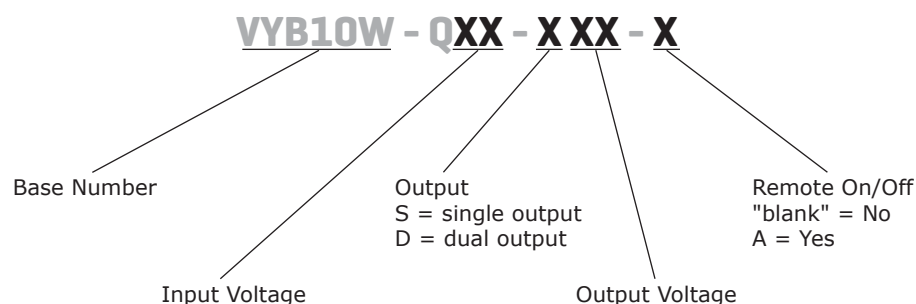 VYB10W - QXX - X XX - X
Base Number
Output
S = single output
D = dual output
Remote On/Off
"blank" = No
A = Yes
Input Voltage
Output Voltage